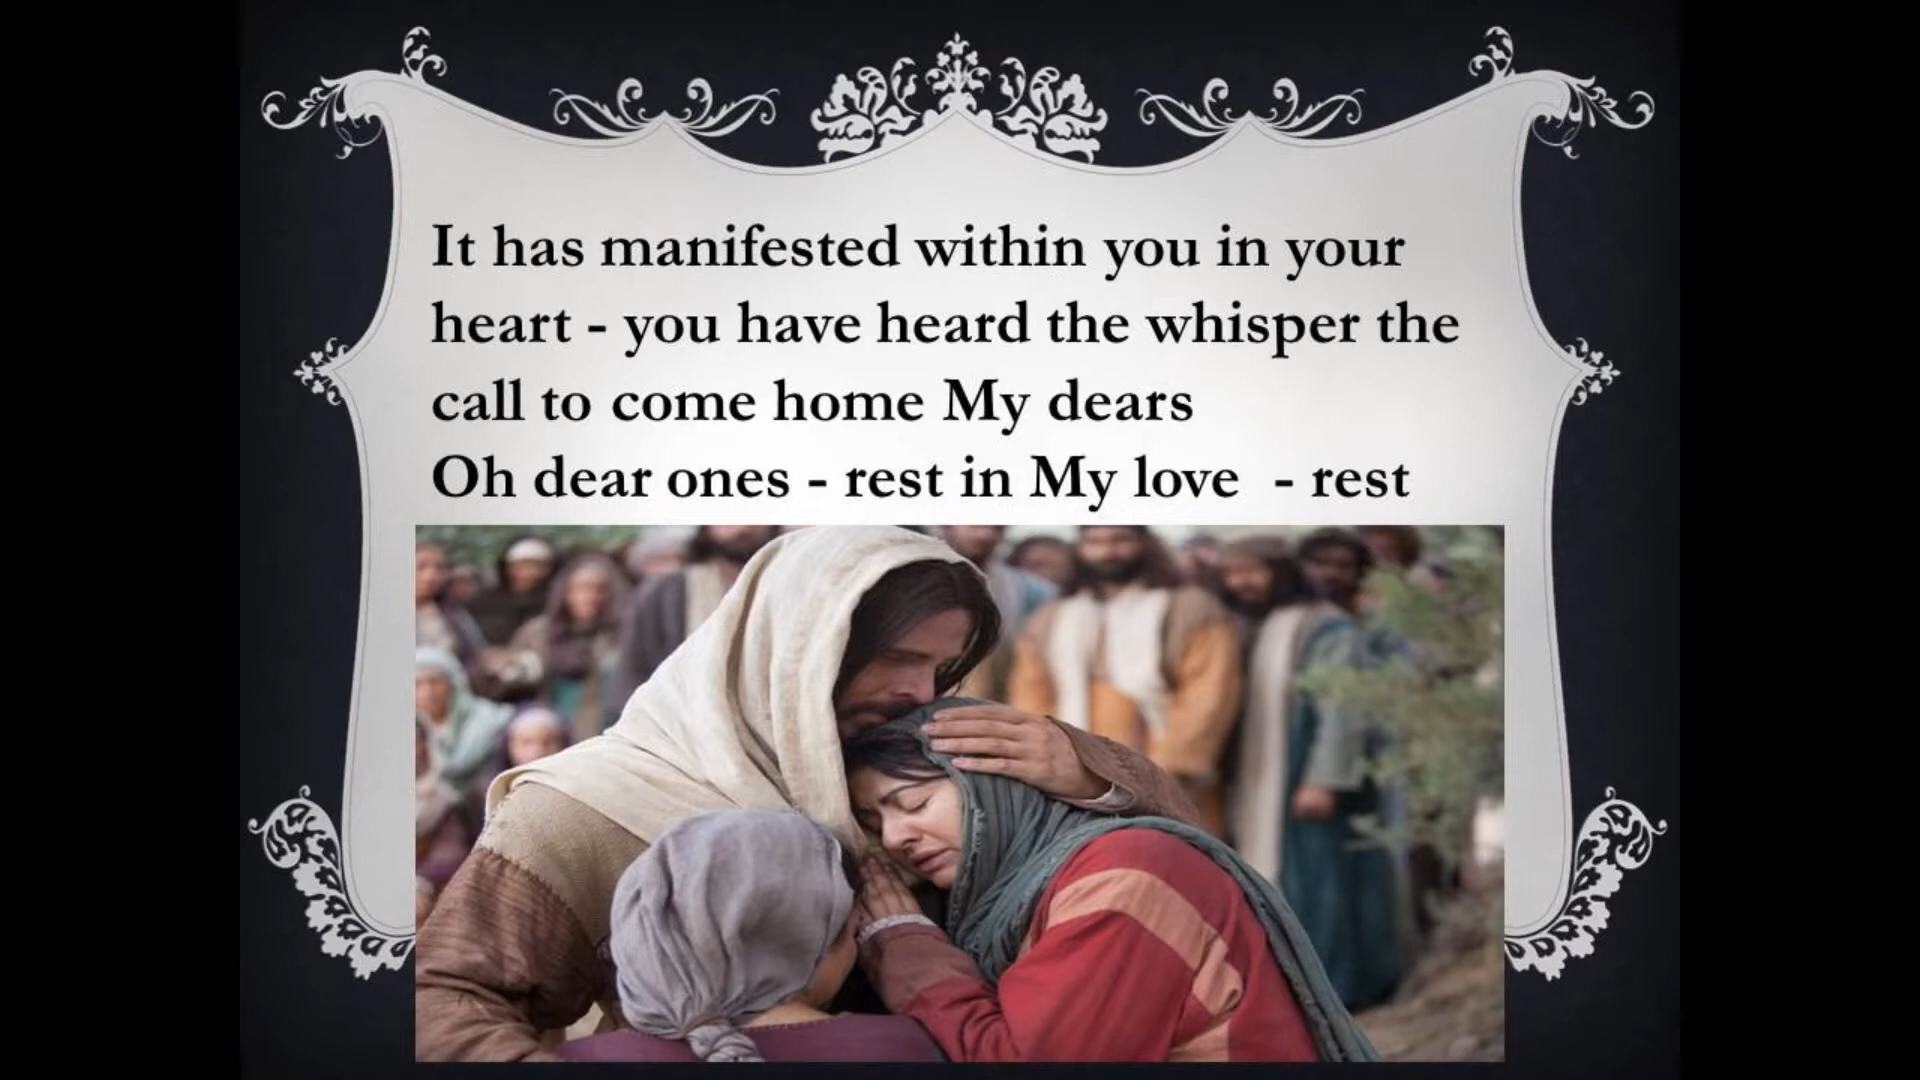 It has manifested within you in your
heart - you have heard the whisper the
call to come home My dears
Oh dear ones - rest in My love  - rest